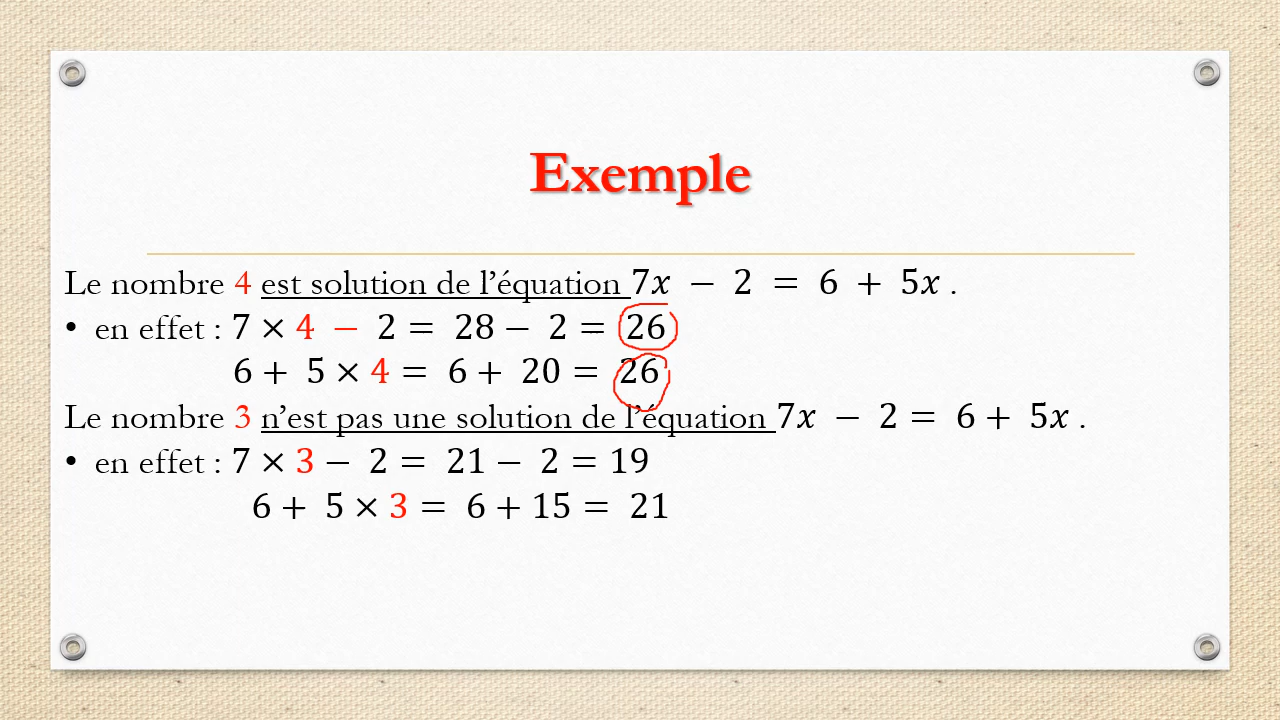 Exemple
Le nombre 4 est solution de l'équation 7x − 2 = 6 + 5x .
• en effet : 7 × 4 − 2 = 28 − 2 = 26
6 + 5 × 4 = 6 + 20 = 26
Le nombre 3 n'est pas une solution de l'équation 7x − 2 = 6 + 5x .
• en effet : 7 × 3 − 2 = 21 − 2 = 19
6 + 5 × 3 = 6 + 15 = 21